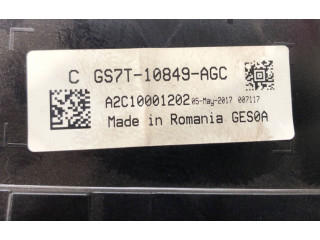 C GS7T-10849-AGC
A2C10001202 05-May-2017 007117
Made in Romania GES0A